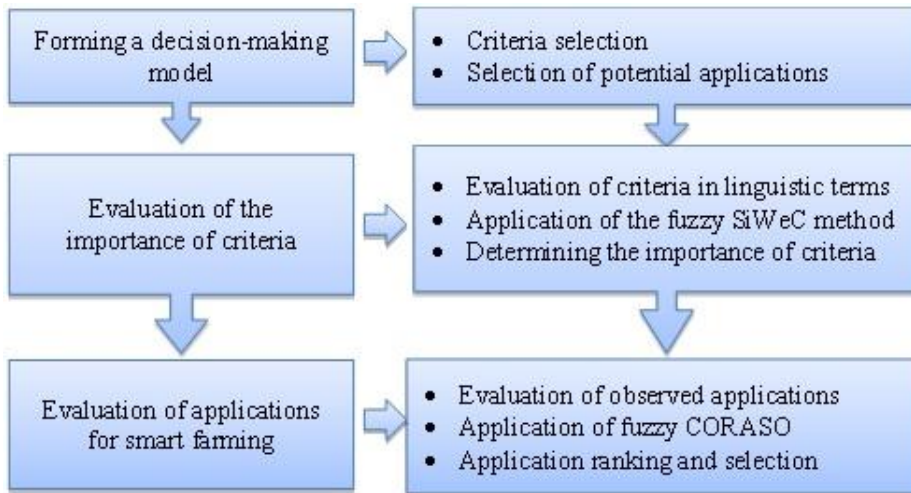 Forming a decision-making
model
• Criteria selection
• Selection of potential applications
Evaluation of the
importance of criteria
• Evaluation of criteria in linguistic terms
• Application of the fuzzy SiWeC method
• Determining the importance of criteria
Evaluation of applications
for smart farming
• Evaluation of observed applications
• Application of fuzzy CORASO
• Application ranking and selection